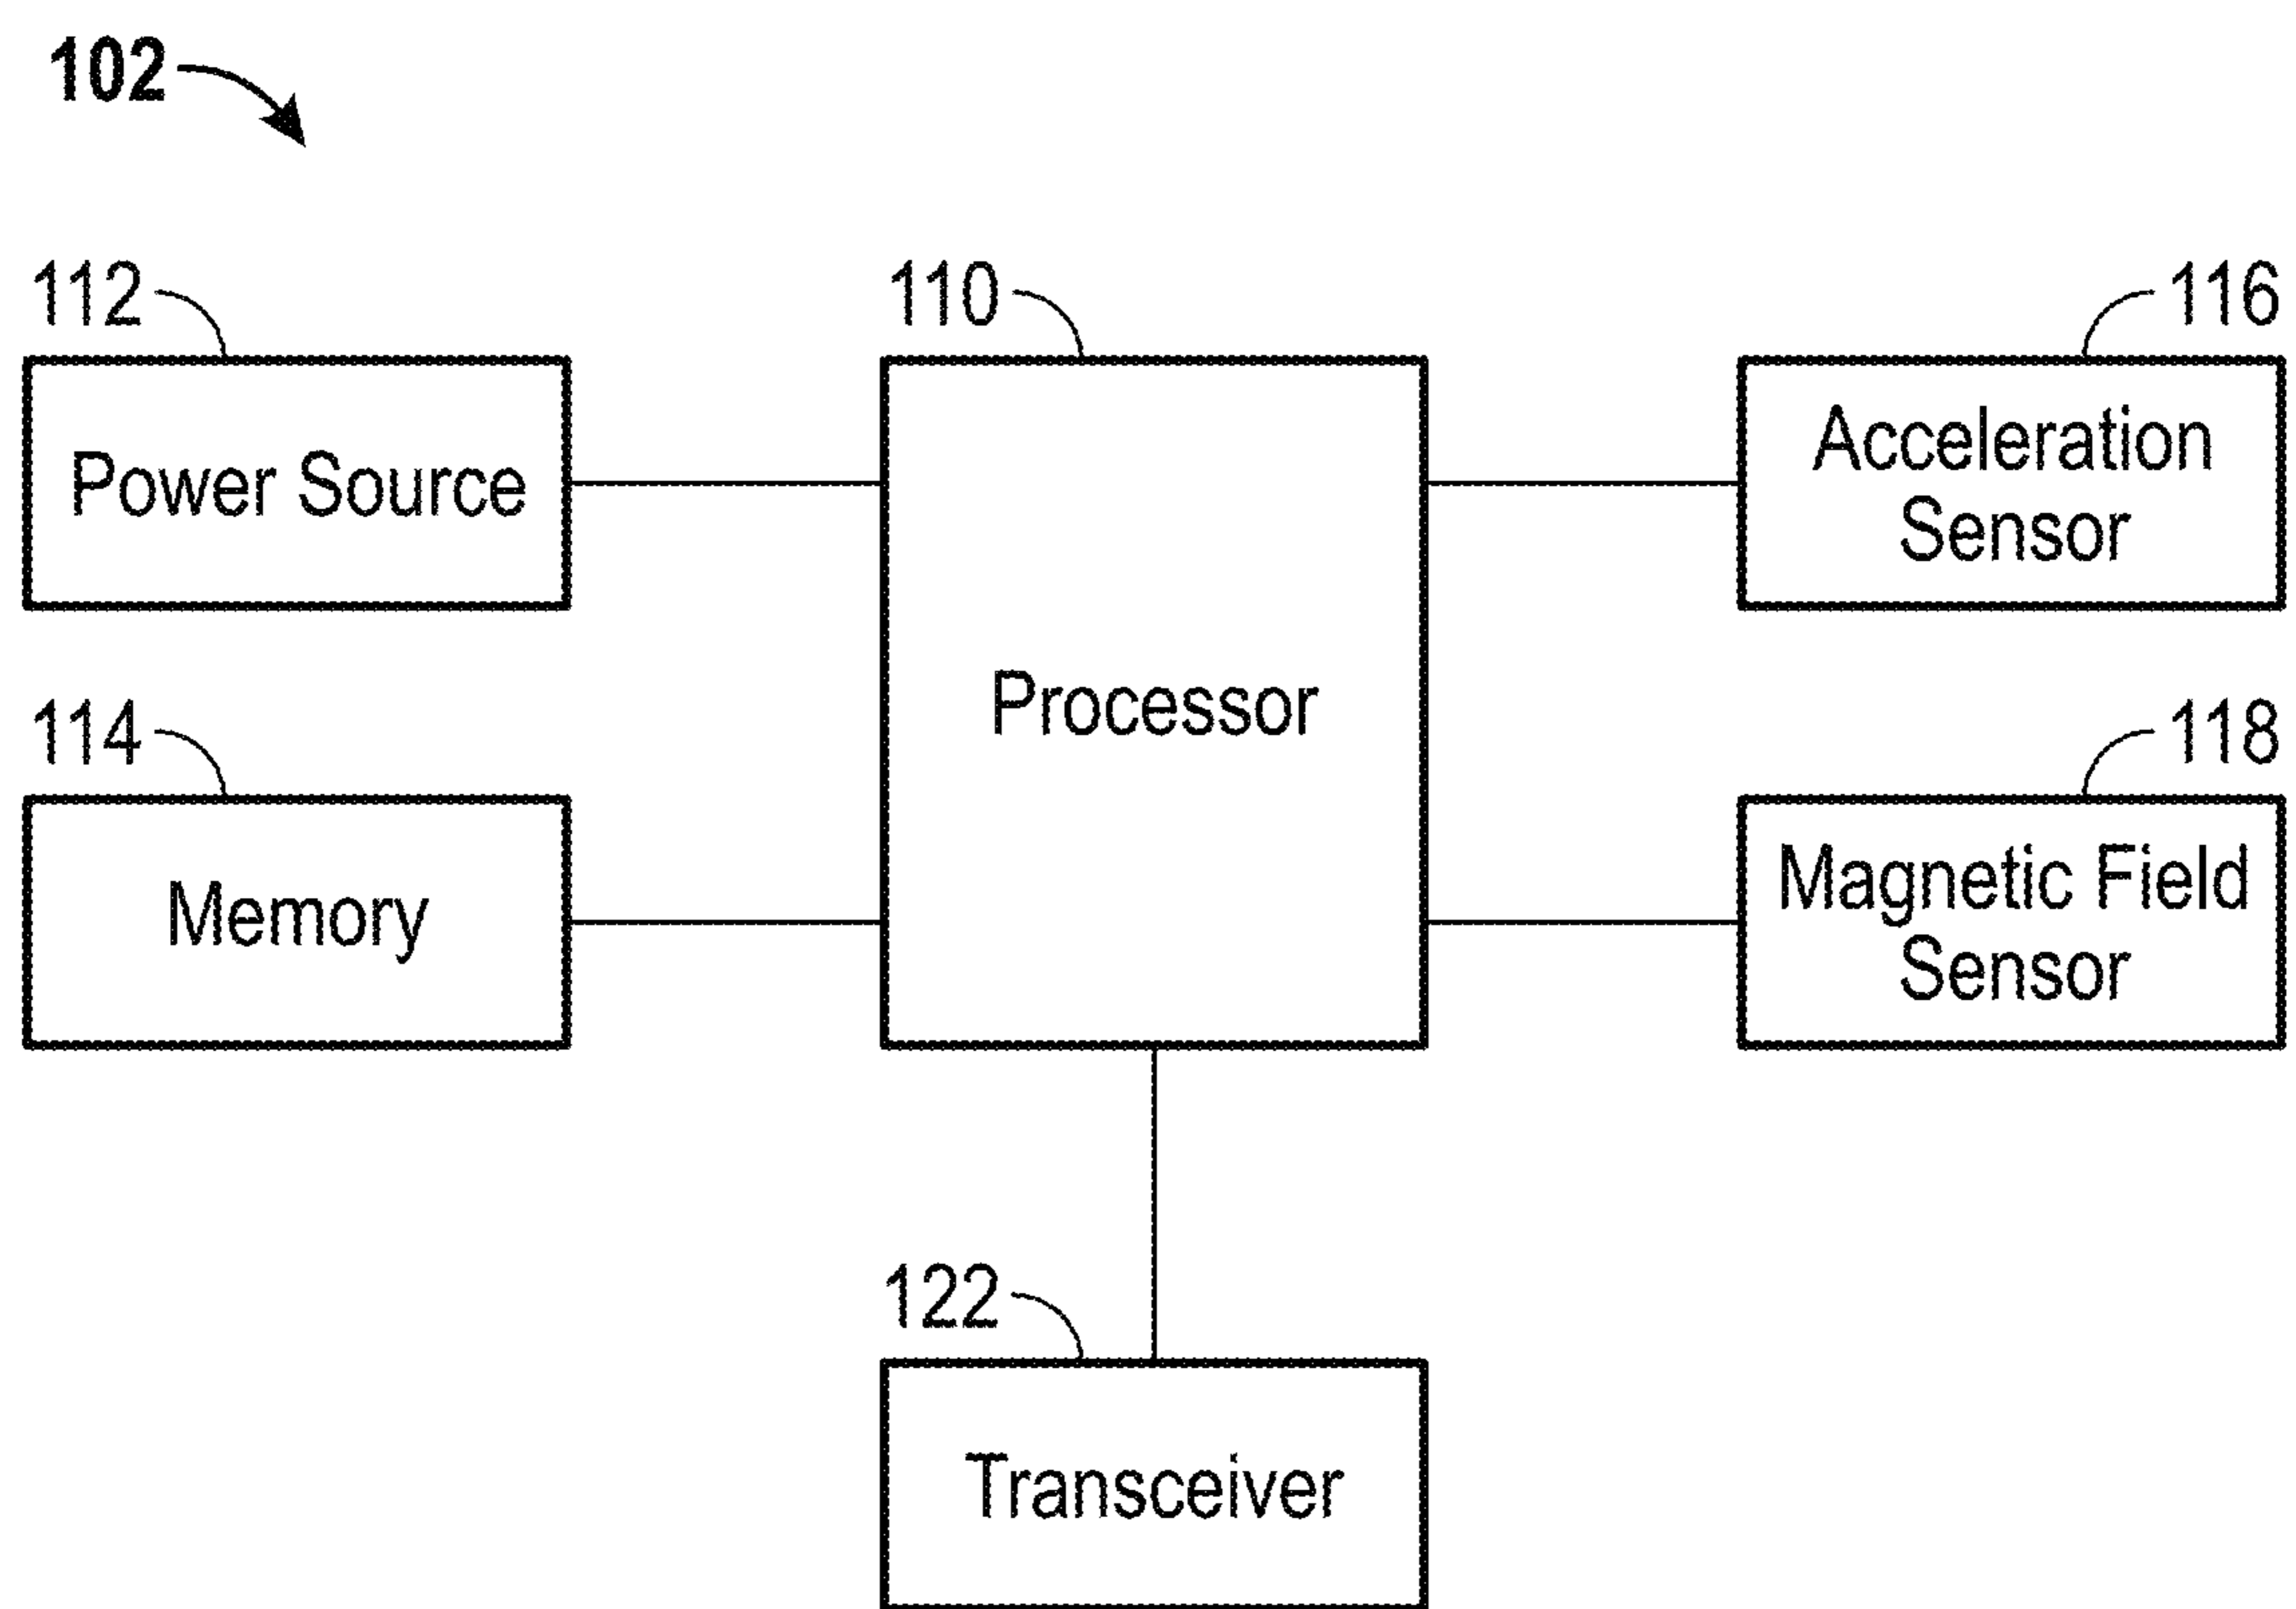 102
112
110
116
Power Source
Processor
Acceleration
Sensor
114
118
Memory
Magnetic Field
Sensor
122
Transceiver